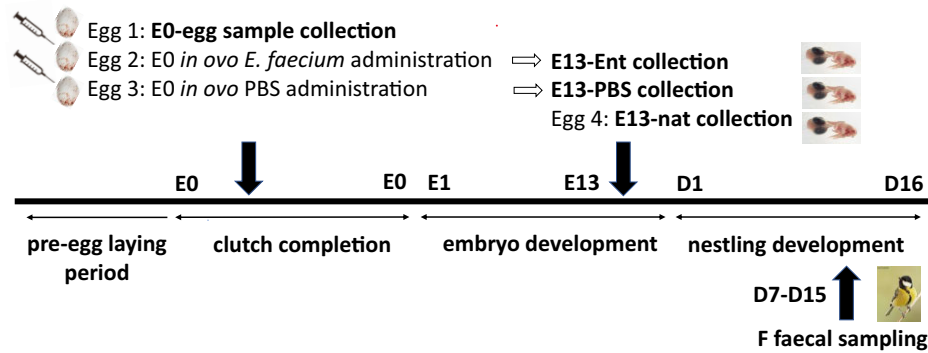 Egg 1: E0-egg sample collection
Egg 2: E0 in ovo E. faecium administration
E13-Ent collection
Egg 3: E0 in ovo PBS administration
E13-PBS collection
Egg 4: E13-nat collection
E0
E0
E1
E13
D1
D16
pre-egg laying
period
clutch completion
embryo development
nestling development
D7-D15
F faecal sampling